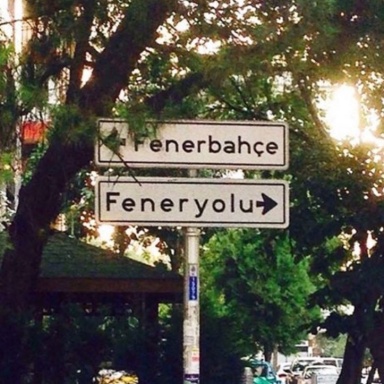 ← Fenerbahçe
Feneryolu →